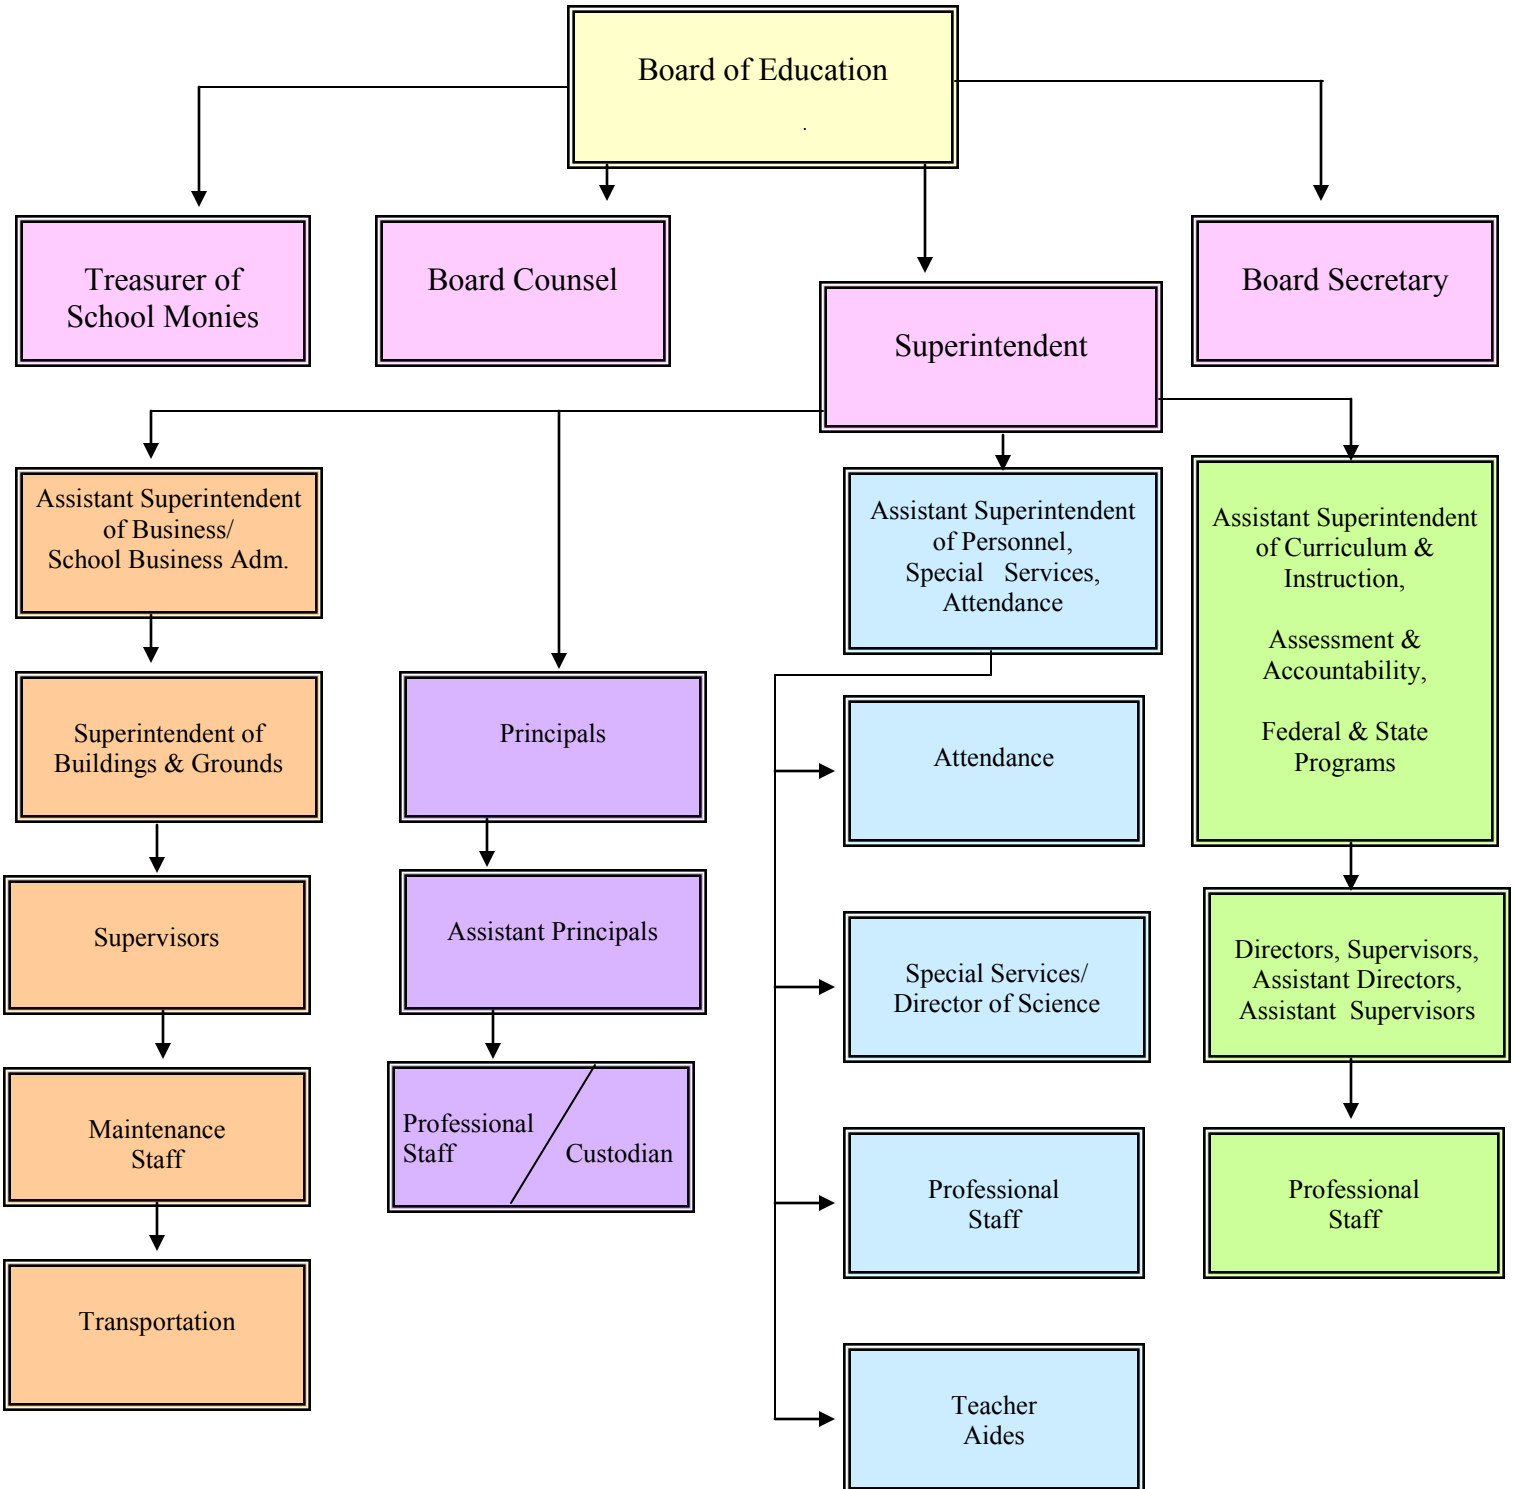 Board of Education
.
Treasurer of
School Monies
Board Counsel
Superintendent
Board Secretary
Assistant Superintendent
of Business/
School Business Adm.
Assistant Superintendent
of Personnel,
Special Services,
Attendance
Assistant Superintendent
of Curriculum &
Instruction,
Assessment &
Accountability,
Federal & State
Programs
Superintendent of
Buildings & Grounds
Principals
Attendance
Supervisors
Assistant Principals
Special Services/
Director of Science
Directors, Supervisors,
Assistant Directors,
Assistant Supervisors
Maintenance
Staff
Professional
Staff
Custodian
Professional
Staff
Professional
Staff
Transportation
Teacher
Aides